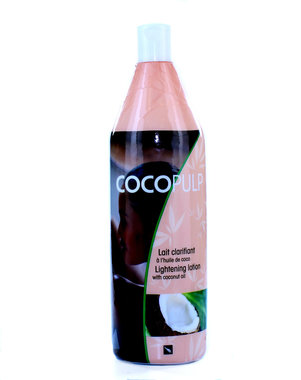 COCOPULP
Lait clarifiant
à l'huile de coco
Lightening lotion
with coconut oil